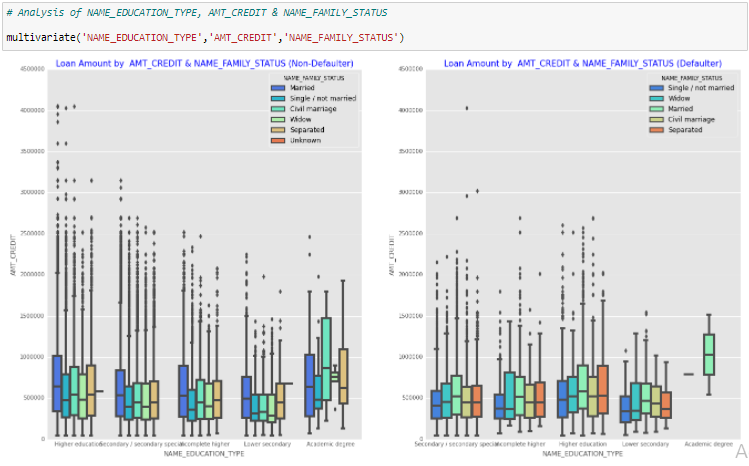 # Analysis of NAME_EDUCATION_TYPE, AMT_CREDIT & NAME_FAMILY_STATUS
multivariate('NAME_EDUCATION_TYPE','AMT_CREDIT','NAME_FAMILY_STATUS')
Loan Amount by AMT_CREDIT & NAME_FAMILY_STATUS (Non-Defaulter)
4500000
4000000
3500000
3000000
2500000
2000000
1500000
1000000
500000
0
AMT_CREDIT
NAME_FAMILY_STATUS
Married
Single / not married
Civil marriage
Widow
Separated
Unknown
Higher education Secondary / secondary special Incomplete higher Lower secondary Academic degree
NAME_EDUCATION_TYPE
Loan Amount by AMT_CREDIT & NAME_FAMILY_STATUS (Defaulter)
4500000
4000000
3500000
3000000
2500000
2000000
1500000
1000000
500000
0
AMT_CREDIT
NAME_FAMILY_STATUS
Single / not married
Widow
Married
Civil marriage
Separated
Secondary / secondary special Incomplete higher Higher education Lower secondary Academic degree
NAME_EDUCATION_TYPE
A